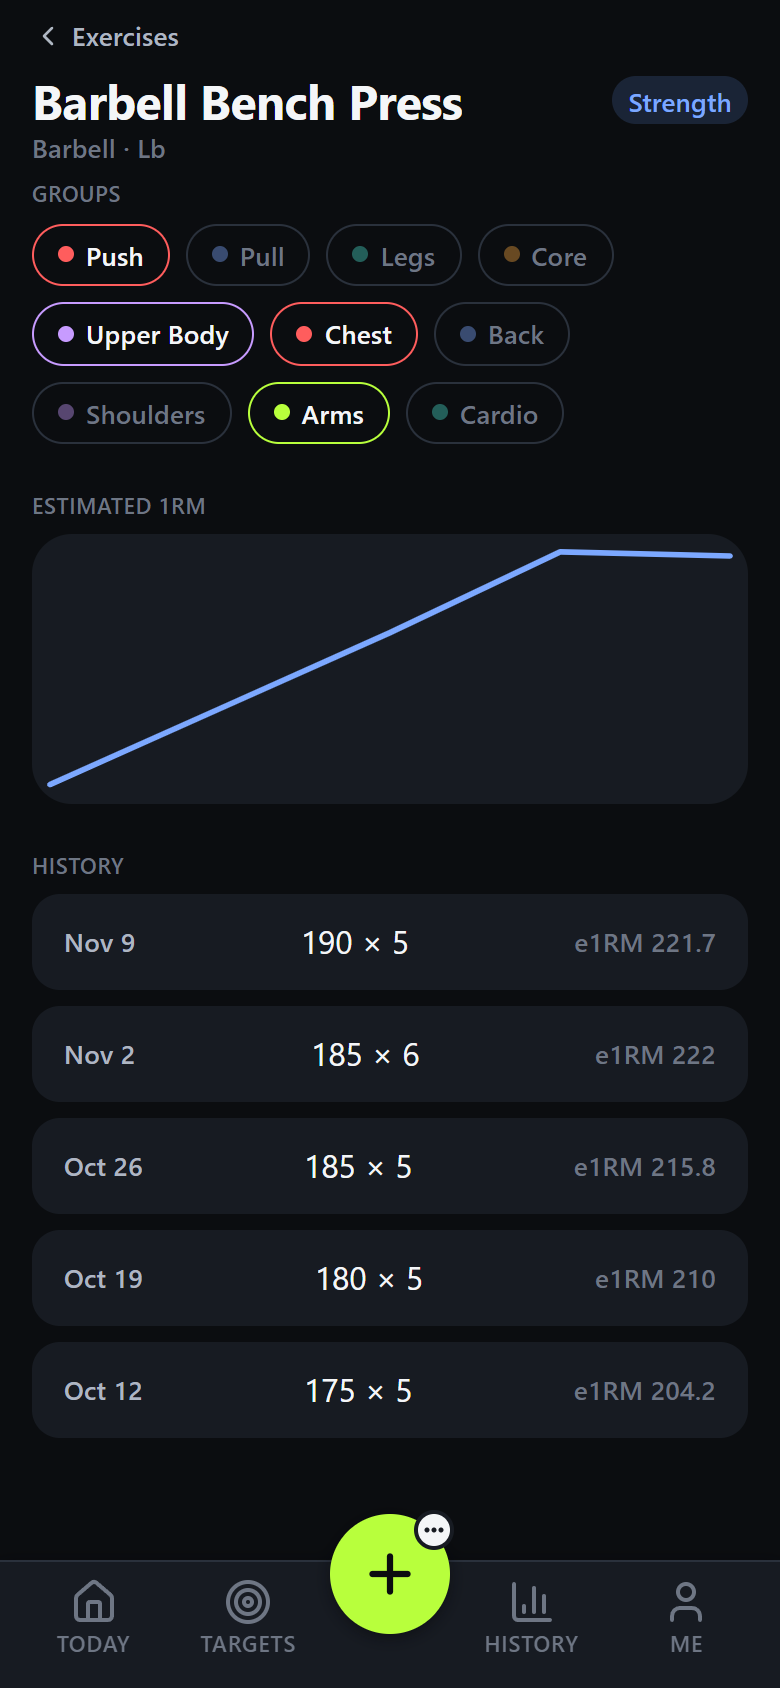 Exercises
Barbell Bench Press
Strength
Barbell · Lb
GROUPS
Push
Pull
Legs
Core
Upper Body
Chest
Back
Shoulders
Arms
Cardio
ESTIMATED 1RM
HISTORY
Nov 9 190 × 5 e1RM 221.7
Nov 2 185 × 6 e1RM 222
Oct 26 185 × 5 e1RM 215.8
Oct 19 180 × 5 e1RM 210
Oct 12 175 × 5 e1RM 204.2
TODAY
TARGETS
HISTORY
ME